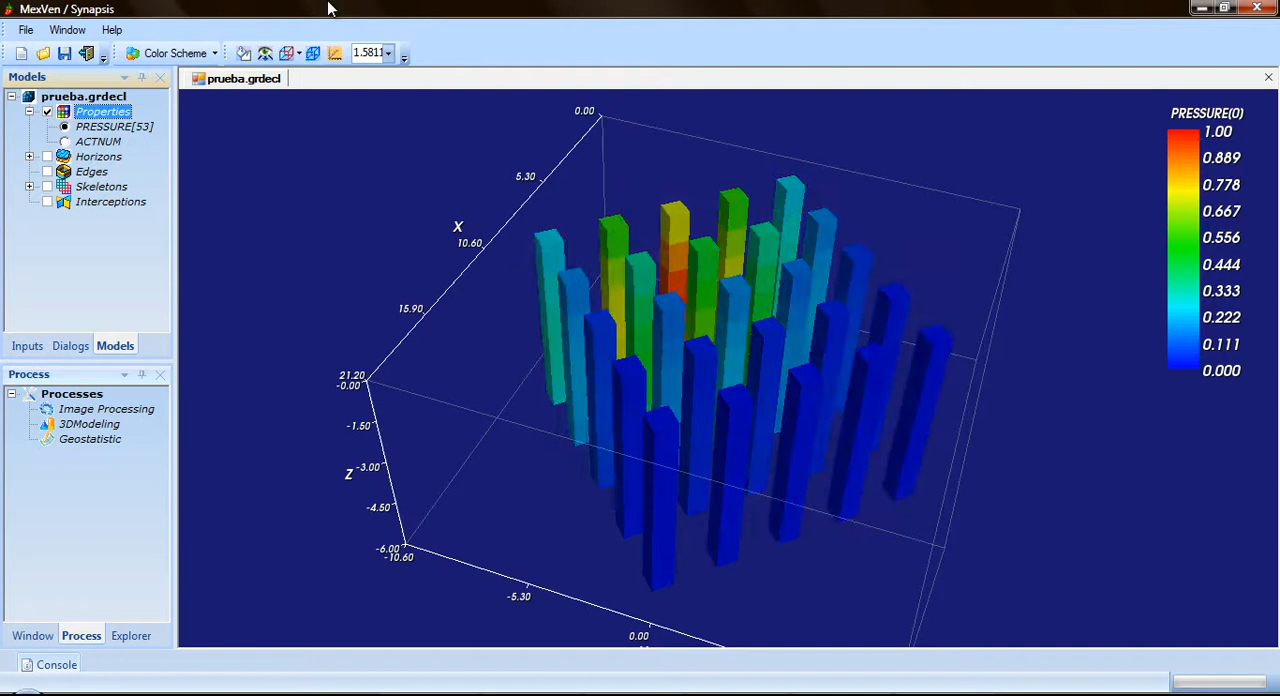 MexVen / Synapsis
File Window Help
Color Scheme
1.5811
Models
prueba.grdecl
prueba.grdecl
Properties
PRESSURE[53]
ACTNUM
Horizons
Edges
Skeletons
Interceptions
Inputs Dialogs Models
Process
Processes
Image Processing
3DModeling
Geostatistic
Window Process Explorer
Console
0.00
5.30
X
10.60
15.90
21.20
-0.00
-1.50
Z
-3.00
-4.50
-6.00
-10.60
-5.30
0.00
PRESSURE(0)
1.00
0.889
0.778
0.667
0.556
0.444
0.333
0.222
0.111
0.000